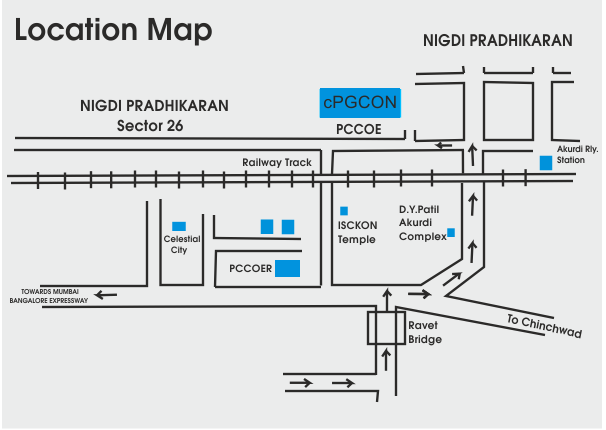 Location Map
NIGDI PRADHIKARAN
NIGDI PRADHIKARAN
Sector 26
cPGCON
PCCOE
Railway Track
Akurdi Rly.
Station
Celestial
City
ISCKON
Temple
D.Y.Patil
Akurdi
Complex
PCCOER
TOWARDS MUMBAI
BANGALORE EXPRESSWAY
Ravet
Bridge
To Chinchwad